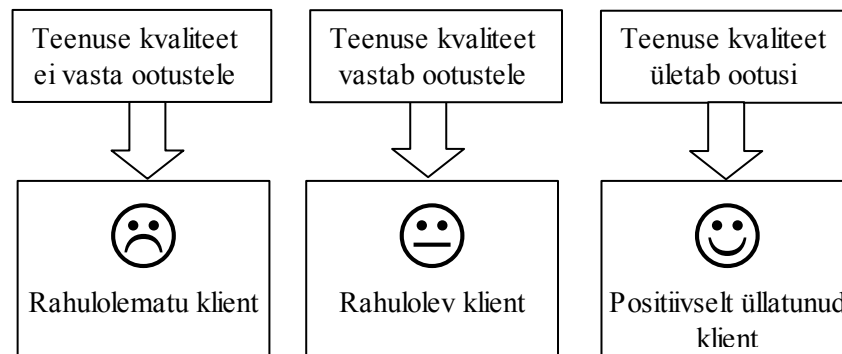 Teenuse kvaliteet
ei vasta ootustele
Teenuse kvaliteet
vastab ootustele
Teenuse kvaliteet
ületab ootusi
Rahulolematu klient
Rahulolev klient
Positiivselt üllatunud
klient